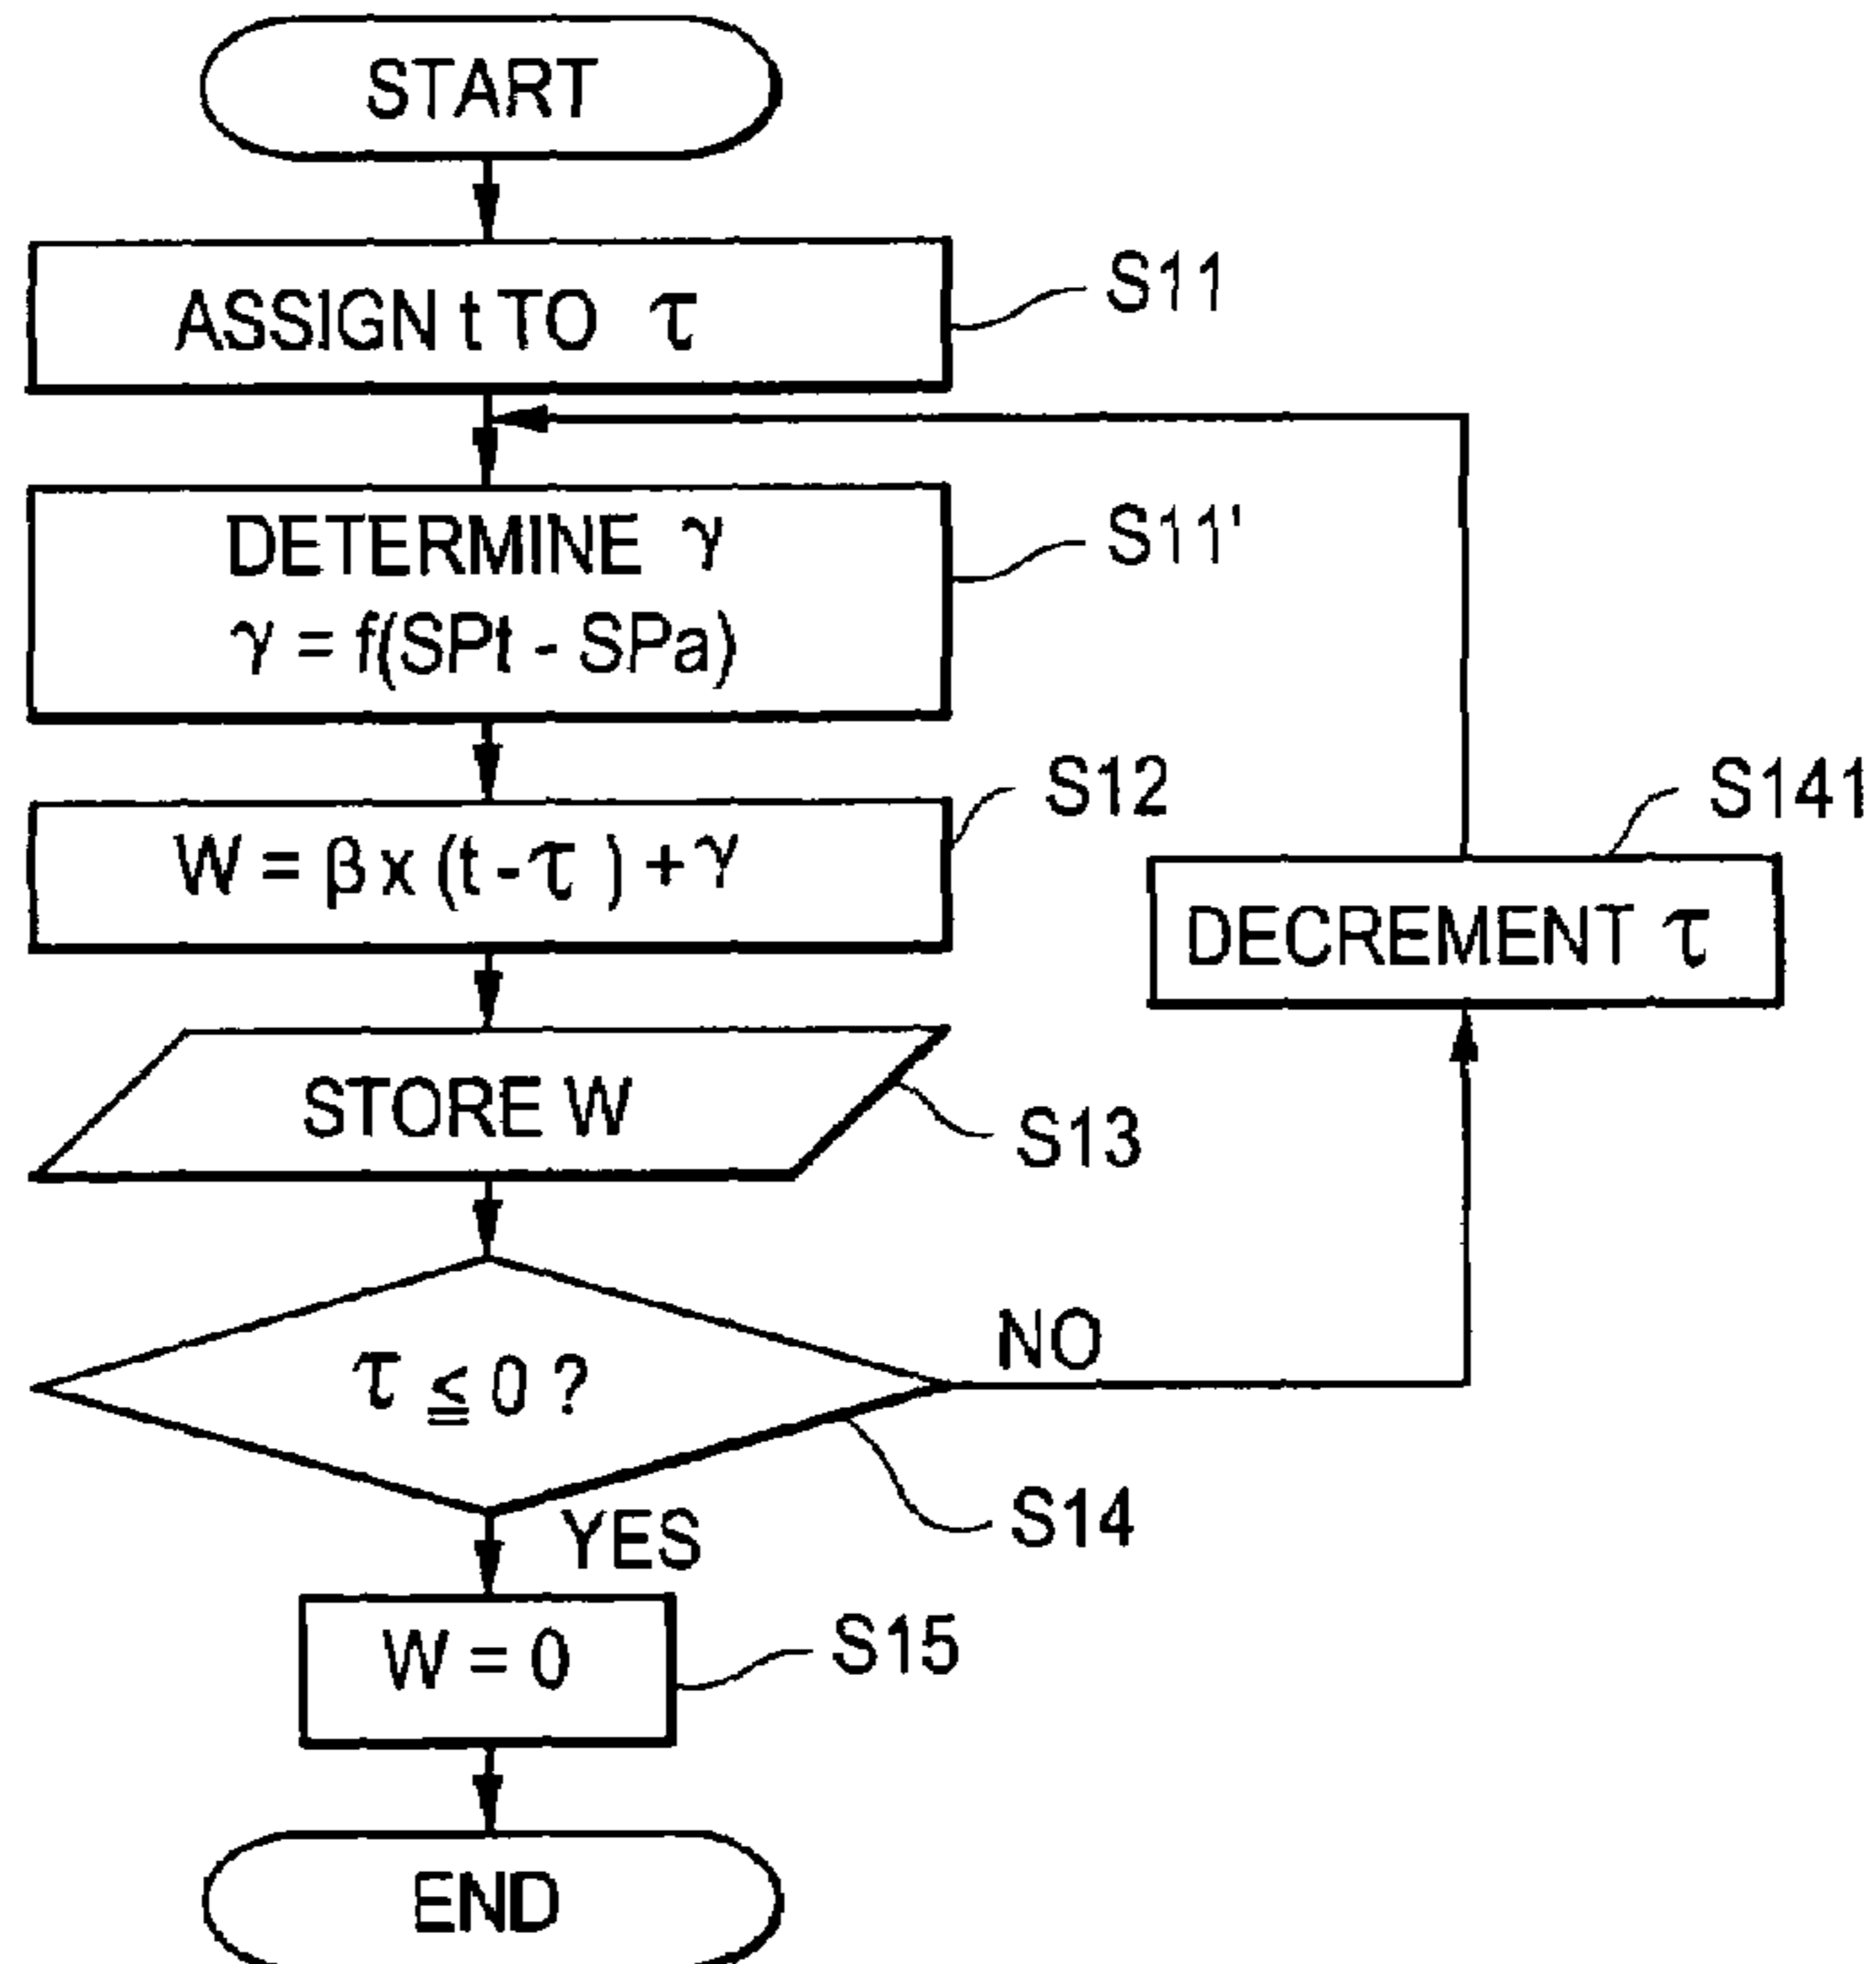 START
ASSIGN t TO τ
S11
DETERMINE γ
γ = f(SPt - SPa)
S11'
W = β x (t - τ ) + γ
S12
S141
DECREMENT τ
STORE W
S13
τ ≦ 0 ?
NO
S14
YES
W = 0
S15
END